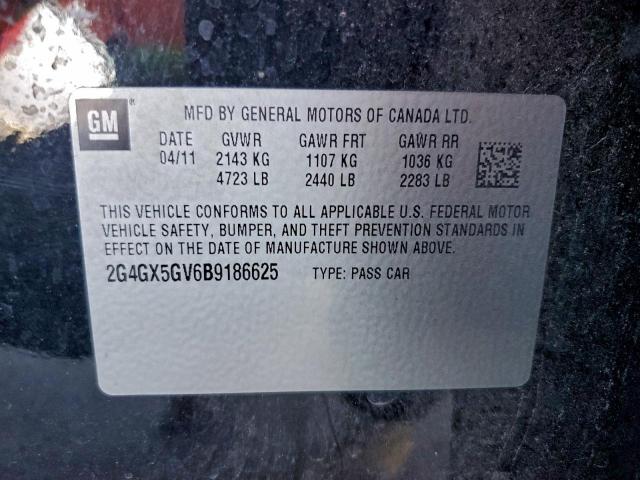 GM ®
MFD BY GENERAL MOTORS OF CANADA LTD.
DATE GVWR GAWR FRT GAWR RR
04/11 2143 KG 1107 KG 1036 KG
4723 LB 2440 LB 2283 LB
THIS VEHICLE CONFORMS TO ALL APPLICABLE U.S. FEDERAL MOTOR
VEHICLE SAFETY, BUMPER, AND THEFT PREVENTION STANDARDS IN
EFFECT ON THE DATE OF MANUFACTURE SHOWN ABOVE.
2G4GX5GV6B9186625 TYPE: PASS CAR